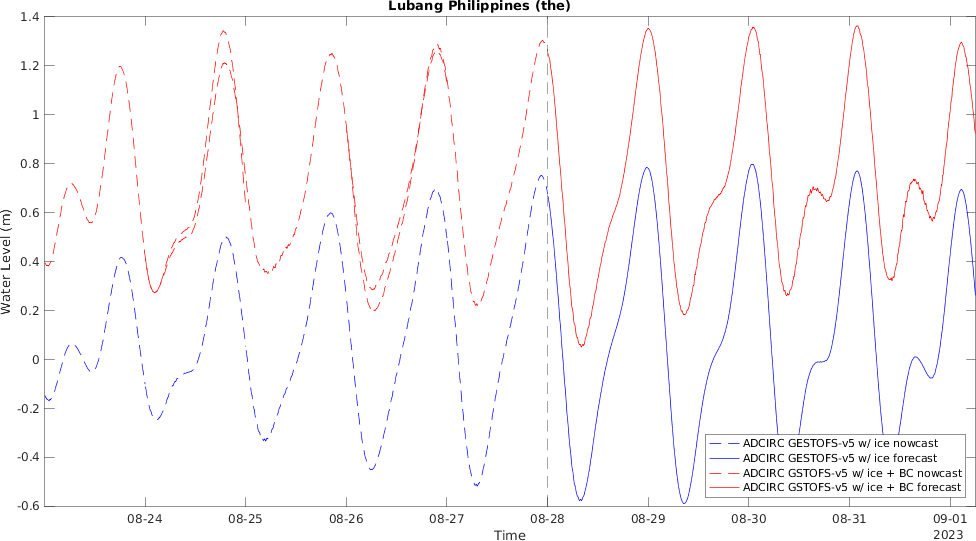 Lubang Philippines (the)
1.4
1.2
1
0.8
0.6
0.4
0.2
0
-0.2
-0.4
-0.6
Water Level (m)
ADCIRC GESTOFS-v5 w/ ice nowcast
ADCIRC GESTOFS-v5 w/ ice forecast
ADCIRC GSTOFS-v5 w/ ice + BC nowcast
ADCIRC GSTOFS-v5 w/ ice + BC forecast
08-24 08-25 08-26 08-27 08-28 08-29 08-30 08-31 09-01
2023
Time